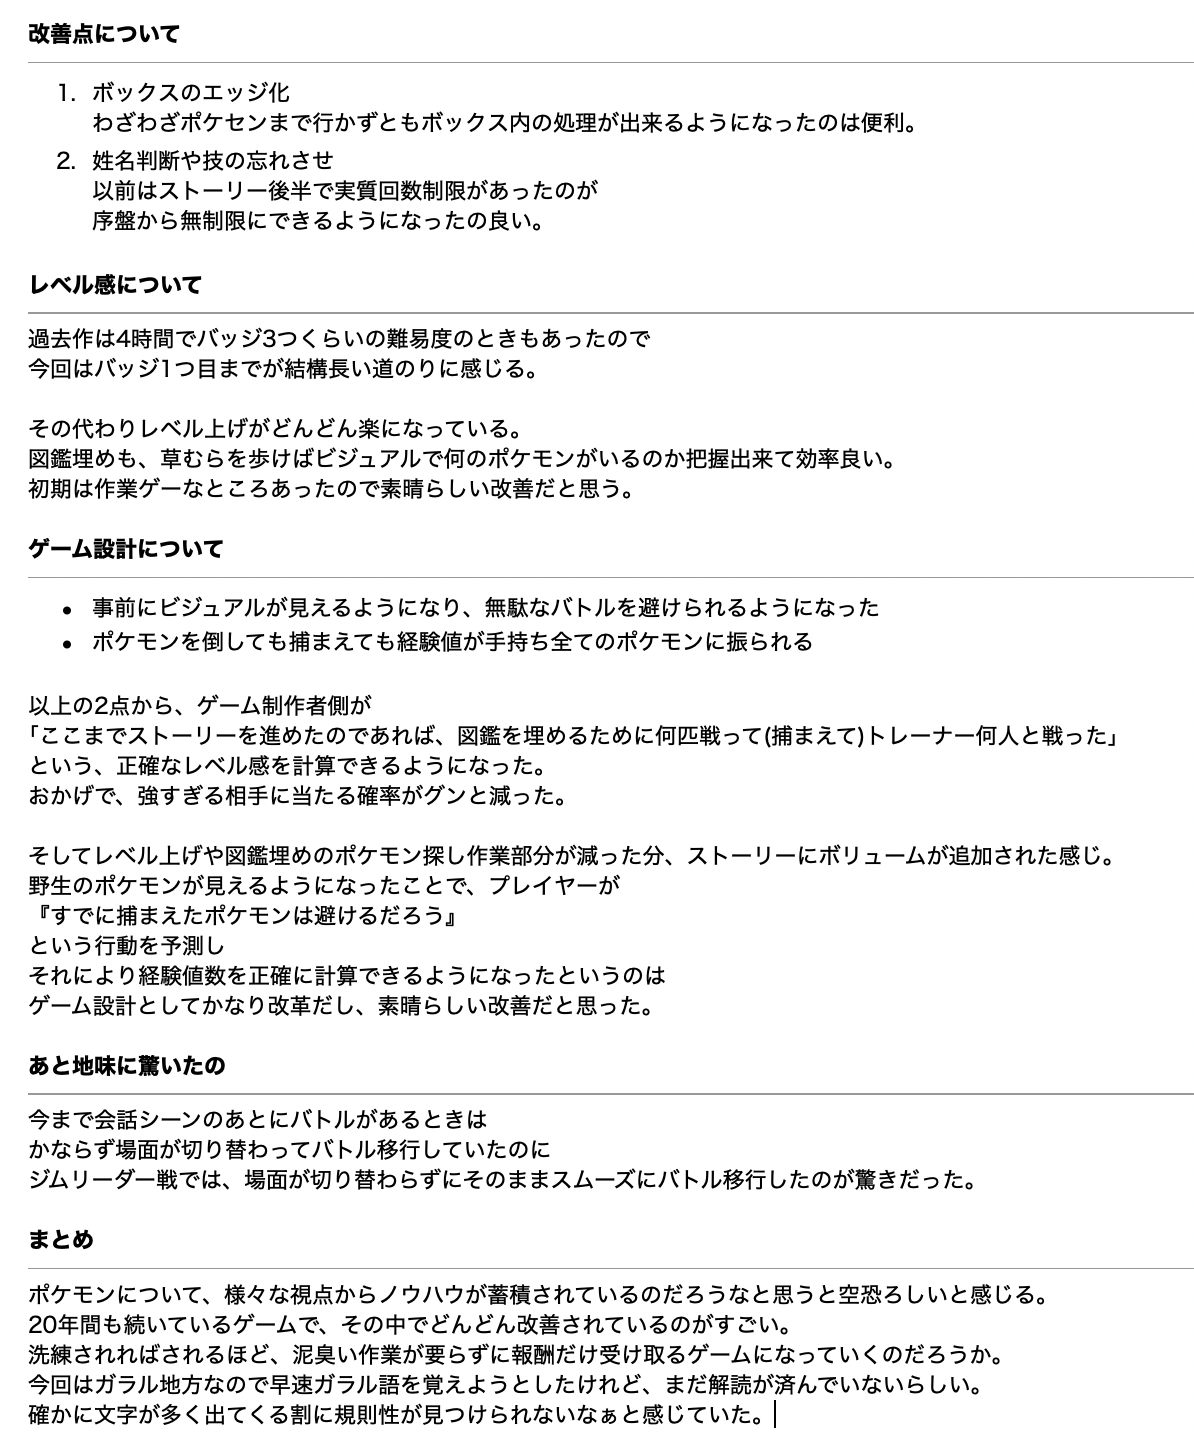 改善点について
1. ボックスのエッジ化
わざわざポケセンまで行かずともボックス内の処理が出来るようになったのは便利。
2. 姓名判断や技の忘れさせ
以前はストーリー後半で実質回数制限があったのが
序盤から無制限にできるようになったの良い。
レベル感について
過去作は4時間でバッジ3つくらいの難易度のときもあったので
今回はバッジ1つ目までが結構長い道のりに感じる。
その代わりレベル上げがどんどん楽になっている。
図鑑埋めも、草むらを歩けばビジュアルで何のポケモンがいるのか把握出来て効率良い。
初期は作業ゲーなところあったので素晴らしい改善だと思う。
ゲーム設計について
• 事前にビジュアルが見えるようになり、無駄なバトルを避けられるようになった
• ポケモンを倒しても捕まえても経験値が手持ち全てのポケモンに振られる
以上の2点から、ゲーム制作者側が
「ここまでストーリーを進めたのであれば、図鑑を埋めるために何匹戦って(捕まえて)トレーナー何人と戦った」
という、正確なレベル感を計算できるようになった。
おかげで、強すぎる相手に当たる確率がグンと減った。
そしてレベル上げや図鑑埋めのポケモン探し作業部分が減った分、ストーリーにボリュームが追加された感じ。
野生のポケモンが見えるようになったことで、プレイヤーが
『すでに捕まえたポケモンは避けるだろう』
という行動を予測し
それにより経験値数を正確に計算できるようになったというのは
ゲーム設計としてかなり改革だし、素晴らしい改善だと思った。
あと地味に驚いたの
今まで会話シーンのあとにバトルがあるときは
かならず場面が切り替わってバトル移行していたのに
ジムリーダー戦では、場面が切り替わらずにそのままスムーズにバトル移行したのが驚きだった。
まとめ
ポケモンについて、様々な視点からノウハウが蓄積されているのだろうなと思うと空恐ろしいと感じる。
20年間も続いているゲームで、その中でどんどん改善されているのがすごい。
洗練されればされるほど、泥臭い作業が要らずに報酬だけ受け取るゲームになっていくのだろうか。
今回はガラル地方なので早速ガラル語を覚えようとしたけれど、まだ解読が済んでいないらしい。
確かに文字が多く出てくる割に規則性が見つけられないなぁと感じていた。